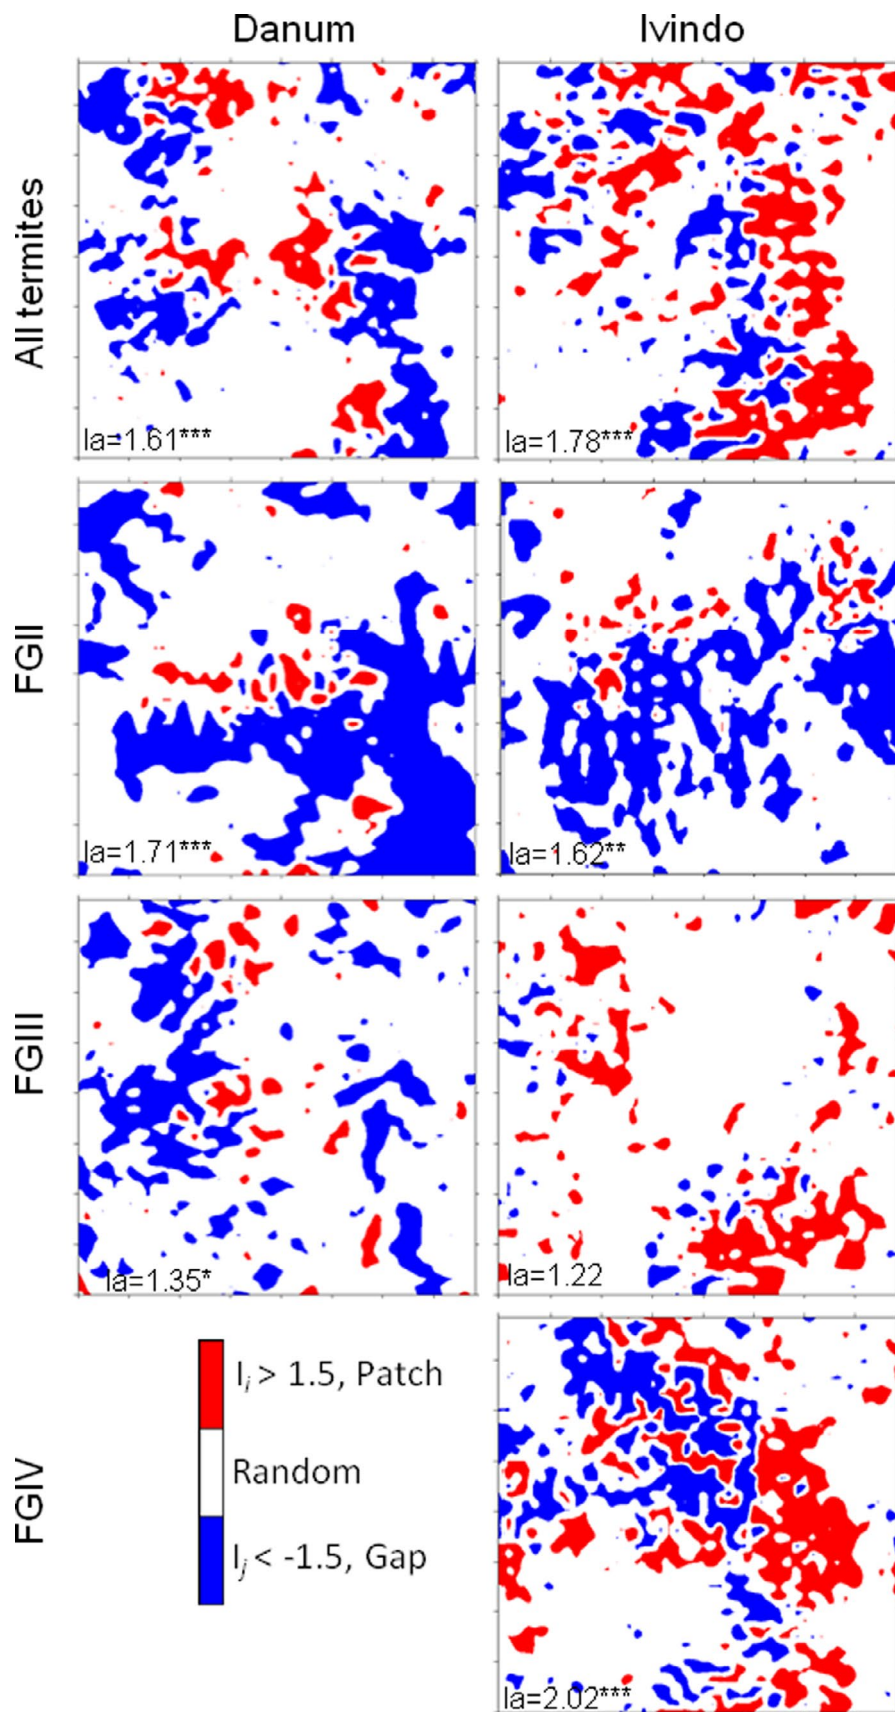 Danum Ivindo
All termites
Ia=1.61*** Ia=1.78***
FGII
Ia=1.71*** Ia=1.62**
FGIII
Ia=1.35* Ia=1.22
FGIV
Ii > 1.5, Patch
Random
Ij < -1.5, Gap
Ia=2.02***